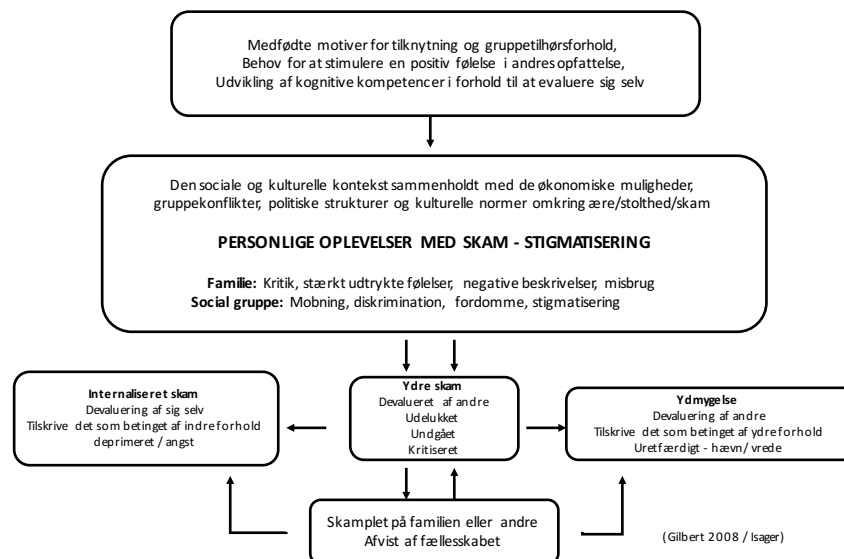 Medfødte motiver for tilknytning og gruppetilhørsforhold,
Behov for at stimulere en positiv følelse i andres opfattelse,
Udvikling af kognitive kompetencer i forhold til at evaluere sig selv
Den sociale og kulturelle kontekst sammenholdt med de økonomiske muligheder,
gruppekonflikter, politiske strukturer og kulturelle normer omkring ære/stolthed/skam
PERSONLIGE OPLEVELSER MED SKAM - STIGMATISERING
Familie: Kritik, stærkt udtrykte følelser, negative beskrivelser, misbrug
Social gruppe: Mobning, diskrimination, fordomme, stigmatisering
Internaliseret skam
Devaluering af sig selv
Tilskrive det som betinget af indre forhold
deprimeret / angst
Ydre skam
Devalueret af andre
Udelukket
Undgået
Kritiseret
Ydmygelse
Devaluering af andre
Tilskrive det som betinget af ydre forhold
Uretfærdigt - hævn/ vrede
Skamplet på familien eller andre
Afvist af fællesskabet
(Gilbert 2008 / Isager)